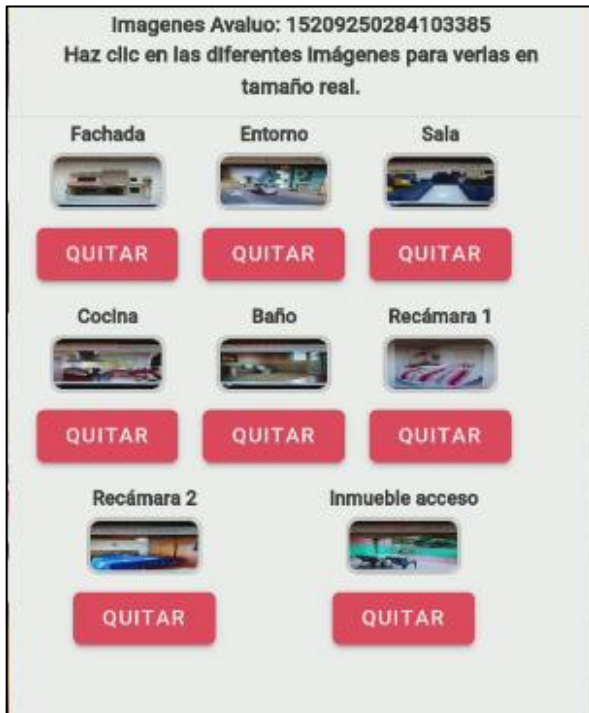 Imagenes Avaluo: 15209250284103385
Haz clic en las diferentes imágenes para verlas en
tamaño real.
Fachada Entorno Sala
QUITAR QUITAR QUITAR
Cocina Baño Recámara 1
QUITAR QUITAR QUITAR
Recámara 2 Inmueble acceso
QUITAR QUITAR